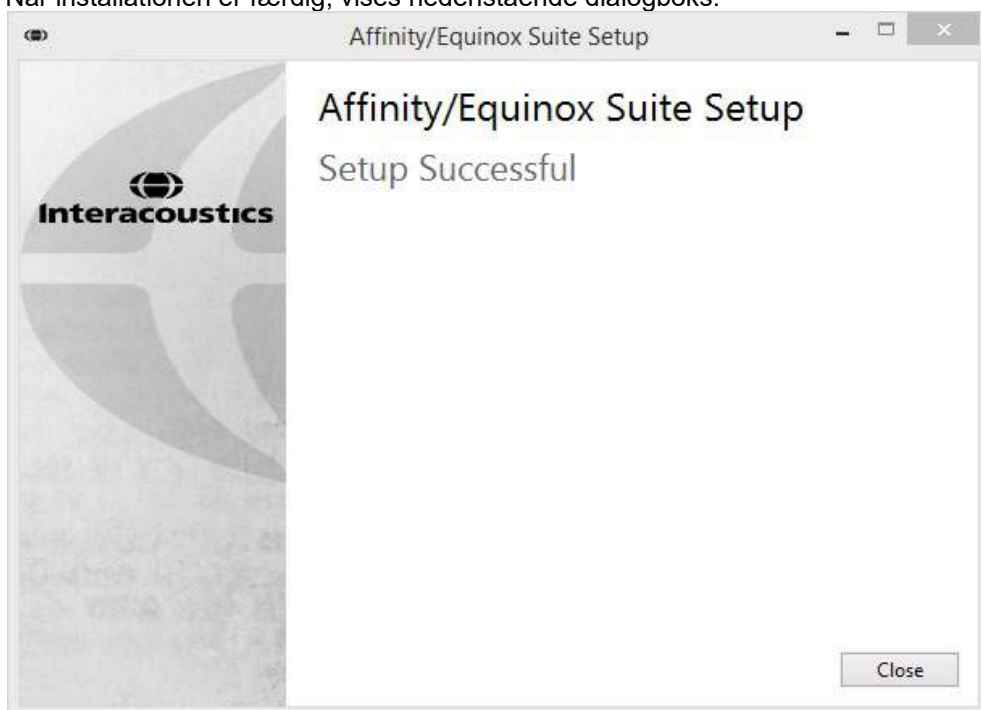 Når installationen er færdig, vises nedenstående dialogboks.
Affinity/Equinox Suite Setup
Affinity/Equinox Suite Setup
Setup Successful
Interacoustics
Close